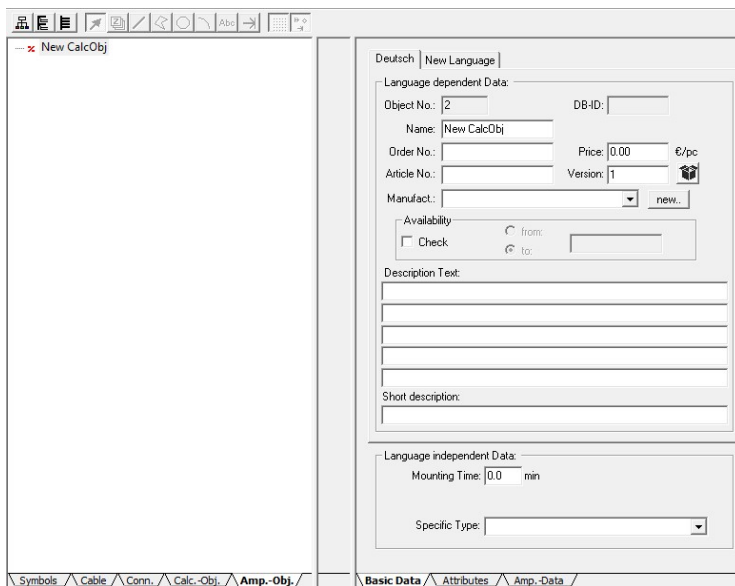 Abc
New CalcObj
Deutsch New Language
Language dependent Data:
Object No.: 2 DB-ID:
Name: New CalcObj
Order No.: Price: 0.00 €/pc
Article No.: Version: 1
Manufact.: new..
Availability
Check from:
to:
Description Text:
Short description:
Language independent Data:
Mounting Time: 0.0 min
Specific Type:
Symbols Cable Conn. Calc.-Obj. Amp.-Obj. Basic Data Attributes Amp.-Data